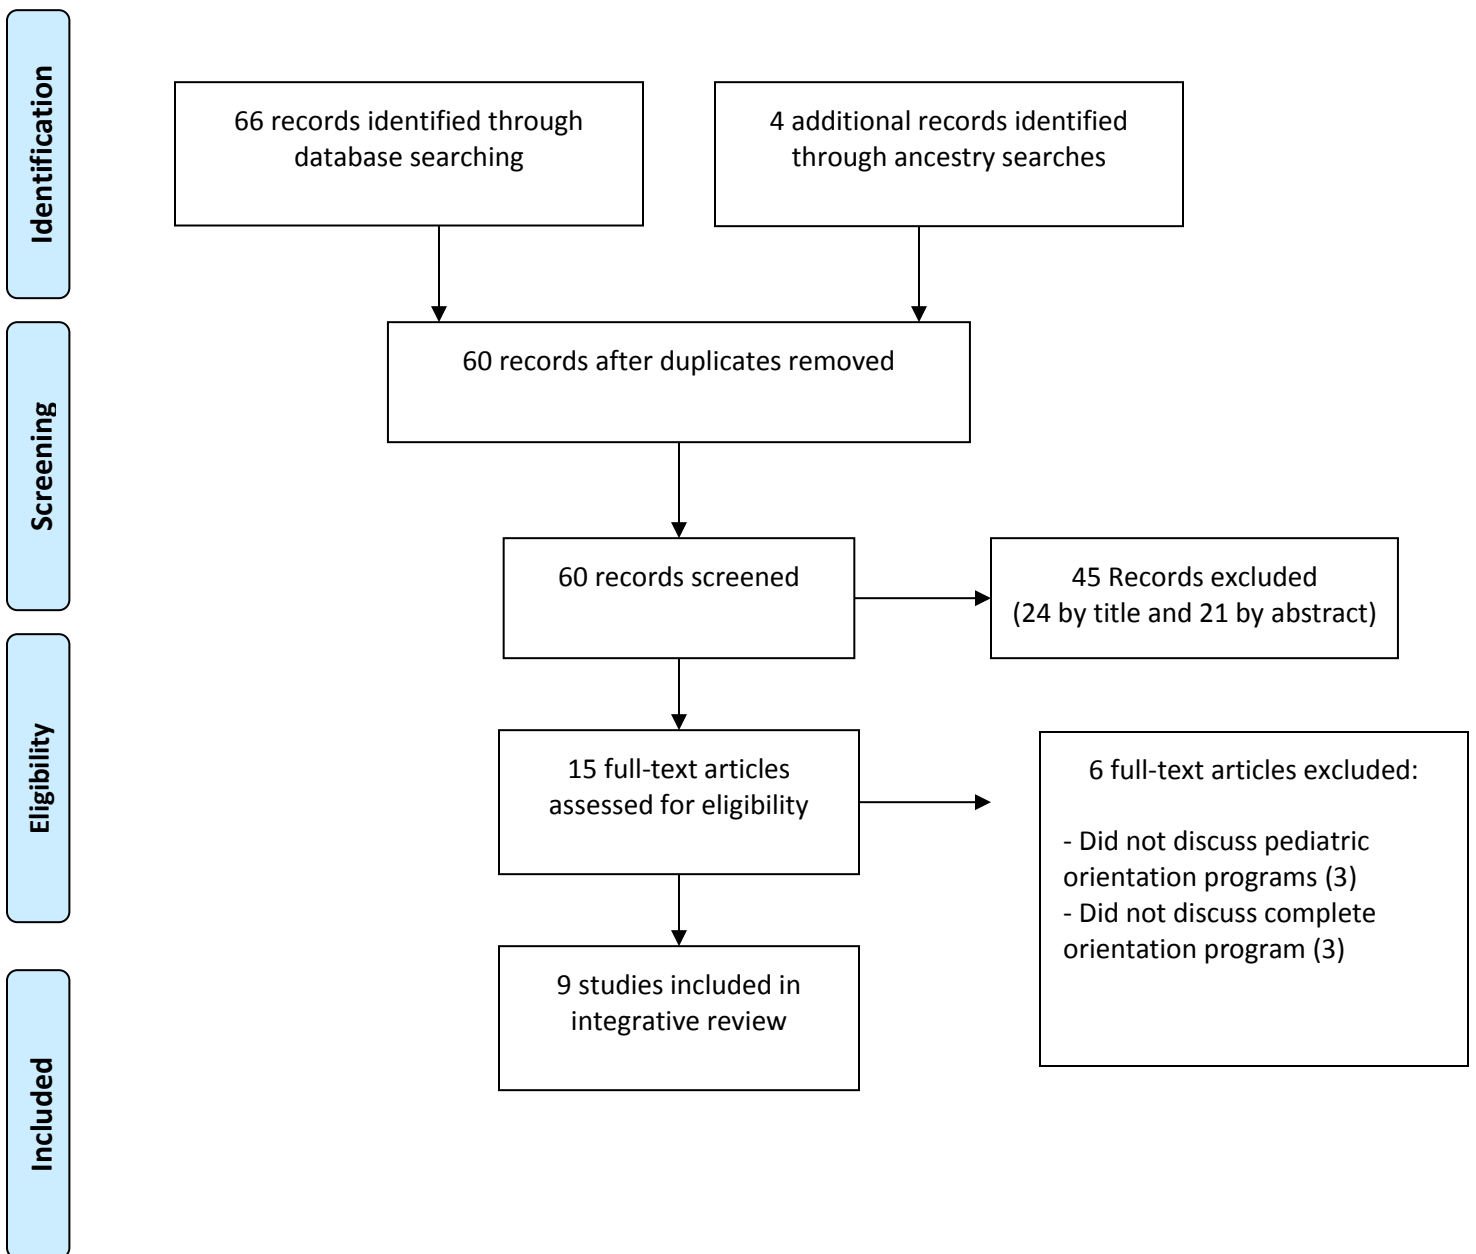 Identification
66 records identified through
database searching
4 additional records identified
through ancestry searches
Screening
60 records after duplicates removed
60 records screened
45 Records excluded
(24 by title and 21 by abstract)
Eligibility
15 full-text articles
assessed for eligibility
6 full-text articles excluded:
- Did not discuss pediatric
orientation programs (3)
- Did not discuss complete
orientation program (3)
Included
9 studies included in
integrative review